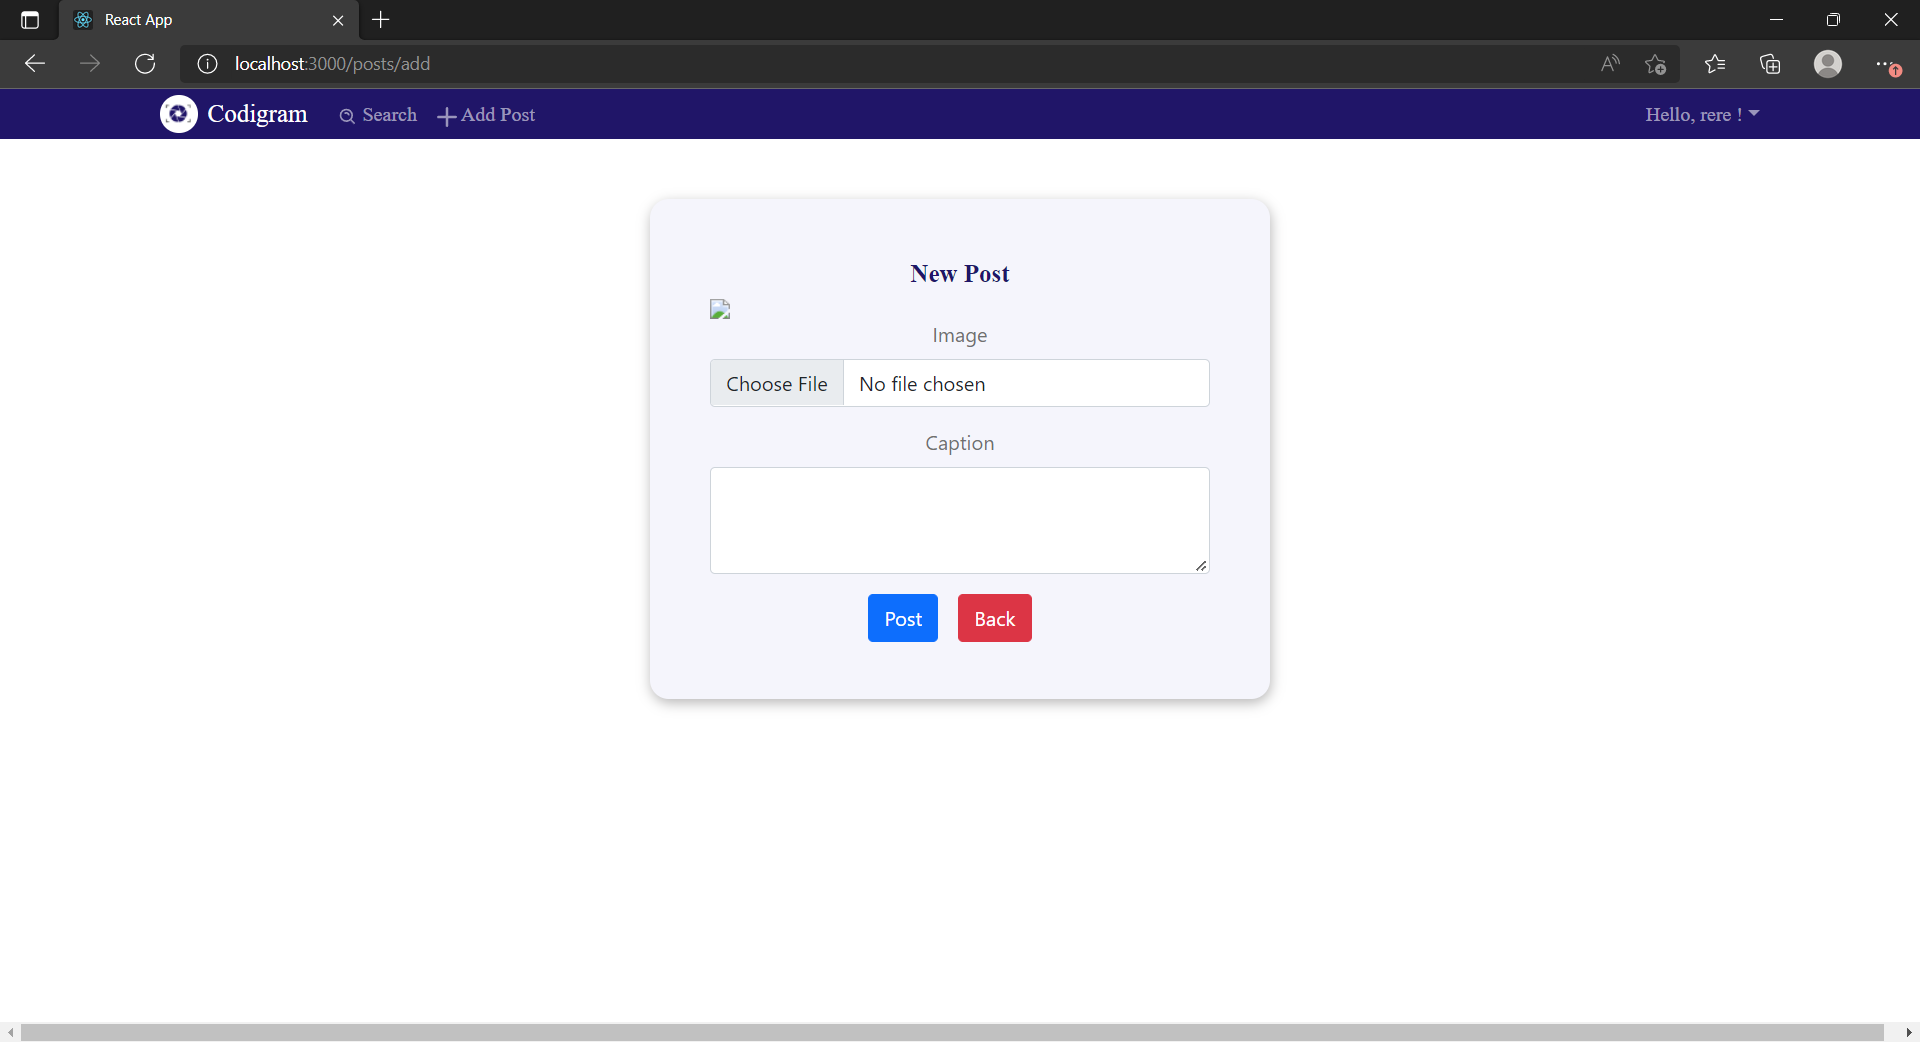 React App
localhost:3000/posts/add
Codigram Search Add Post Hello, rere !
New Post
Image
Choose File No file chosen
Caption
Post Back